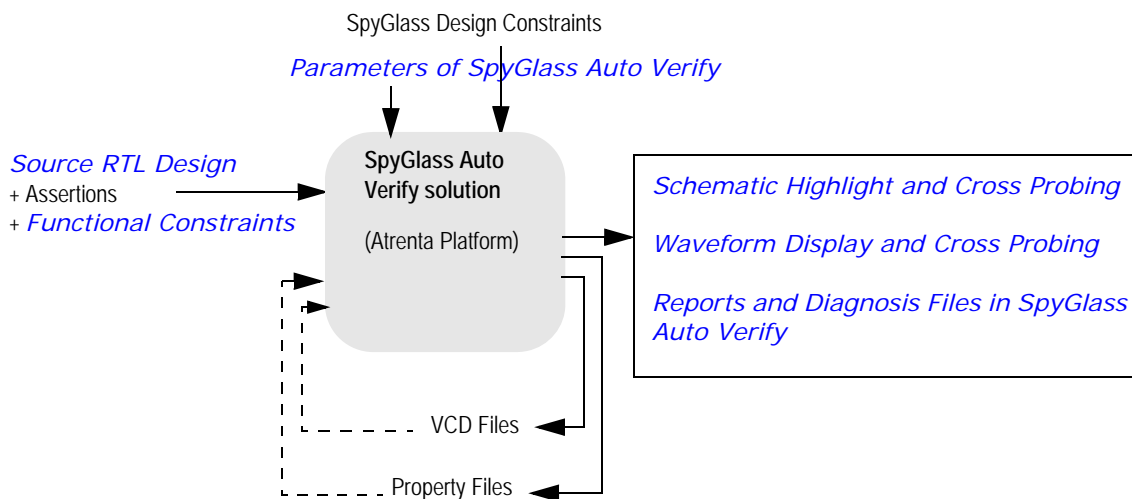 SpyGlass Design Constraints
Parameters of SpyGlass Auto Verify
Source RTL Design
+ Assertions
+ Functional Constraints
SpyGlass Auto
Verify solution
(Atrenta Platform)
Schematic Highlight and Cross Probing
Waveform Display and Cross Probing
Reports and Diagnosis Files in SpyGlass
Auto Verify
VCD Files
Property Files